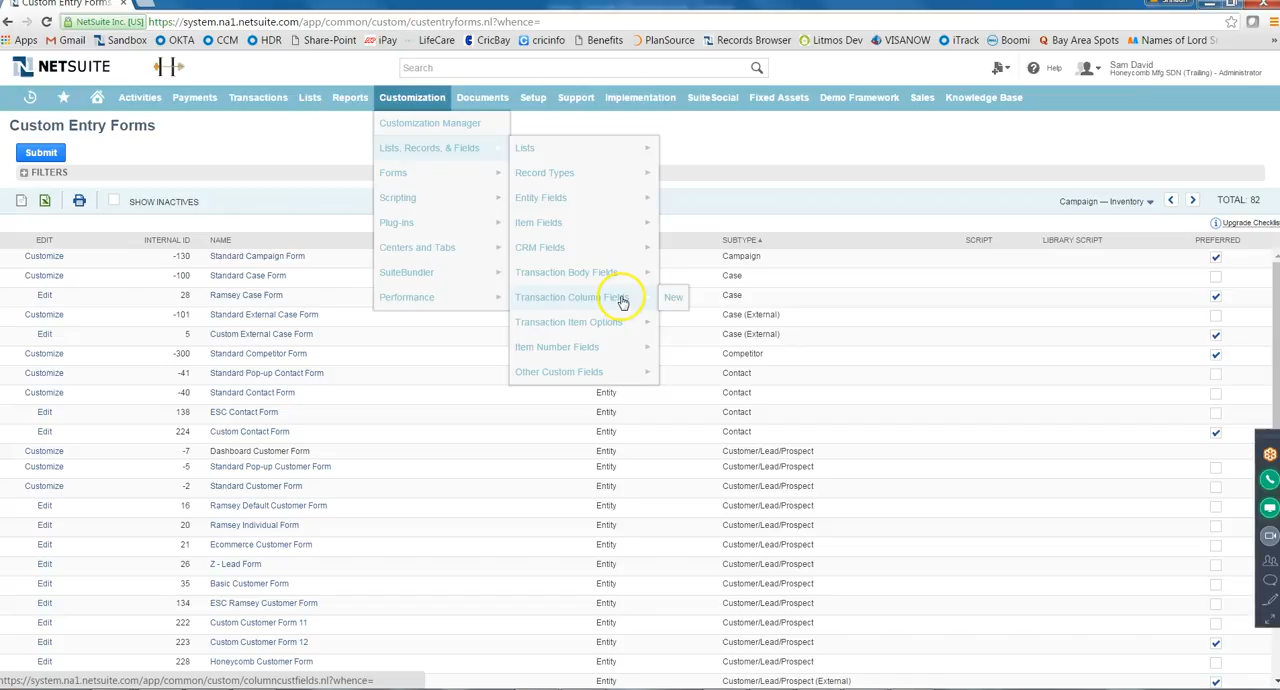 Custom Entry Forms
NetSuite Inc. [US] https://system.na1.netsuite.com/app/common/custom/custentryforms.nl?whence=
Apps Gmail Sandbox OKTA CCM HDR Share-Point iPay LifeCare CricBay cricinfo Benefits PlanSource Records Browser Litmos Dev VISANOW iTrack Boomi Bay Area Spots Names of Lord S
NETSUITE Search Help Sam David
Honeycomb Mfg SDN (Trailing) - Administrator
Activities Payments Transactions Lists Reports Customization Documents Setup Support Implementation SuiteSocial Fixed Assets Demo Framework Sales Knowledge Base
Custom Entry Forms
Customization Manager
Submit
Lists, Records, & Fields Lists
FILTERS
Forms Record Types
Scripting Entity Fields
SHOW INACTIVES Campaign — Inventory TOTAL: 82
Plug-ins Item Fields
Upgrade Checklis
EDIT INTERNAL ID NAME SUBTYPE SCRIPT LIBRARY SCRIPT PREFERRED
Centers and Tabs CRM Fields
Customize -130 Standard Campaign Form Campaign
SuiteBundler Transaction Body Fields
Customize -100 Standard Case Form Case
Performance Transaction Column Fields New
Edit 28 Ramsey Case Form Case
Customize -101 Standard External Case Form Case (External)
Transaction Item Options
Edit 5 Custom External Case Form Case (External)
Item Number Fields
Customize -300 Standard Competitor Form Competitor
Other Custom Fields
Customize -41 Standard Pop-up Contact Form Contact
Customize -40 Standard Contact Form Entity Contact
Edit 138 ESC Contact Form Entity Contact
Edit 224 Custom Contact Form Entity Contact
Customize -7 Dashboard Customer Form Entity Customer/Lead/Prospect
Customize -5 Standard Pop-up Customer Form Entity Customer/Lead/Prospect
Customize -2 Standard Customer Form Entity Customer/Lead/Prospect
Edit 16 Ramsey Default Customer Form Entity Customer/Lead/Prospect
Edit 20 Ramsey Individual Form Entity Customer/Lead/Prospect
Edit 21 Ecommerce Customer Form Entity Customer/Lead/Prospect
Edit 26 Z - Lead Form Entity Customer/Lead/Prospect
Edit 35 Basic Customer Form Entity Customer/Lead/Prospect
Edit 134 ESC Ramsey Customer Form Entity Customer/Lead/Prospect
Edit 222 Custom Customer Form 11 Entity Customer/Lead/Prospect
Edit 223 Custom Customer Form 12 Entity Customer/Lead/Prospect
Edit 228 Honeycomb Customer Form Entity Customer/Lead/Prospect
https://system.na1.netsuite.com/app/common/custom/columncustfields.nl?whence= Entity Customer/Lead/Prospect (External)